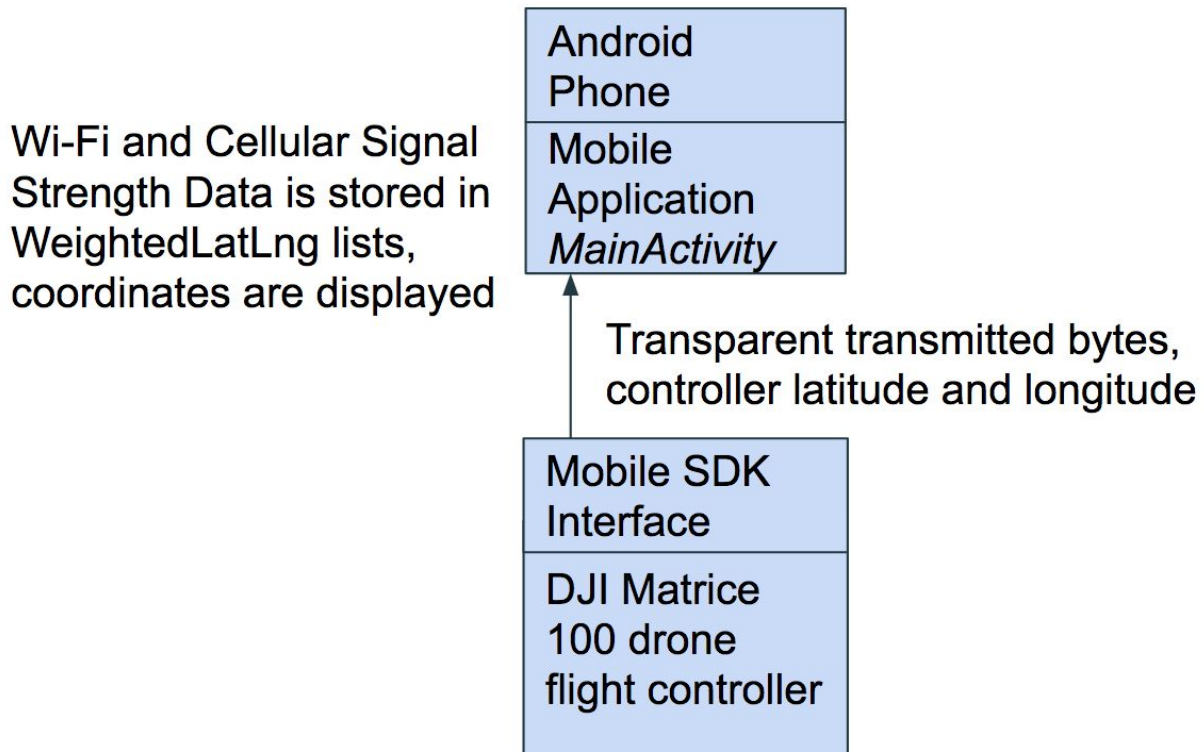 Android
Phone
Wi-Fi and Cellular Signal
Strength Data is stored in
WeightedLatLng lists,
coordinates are displayed
Mobile
Application
MainActivity
Transparent transmitted bytes,
controller latitude and longitude
Mobile SDK
Interface
DJI Matrice
100 drone
flight controller